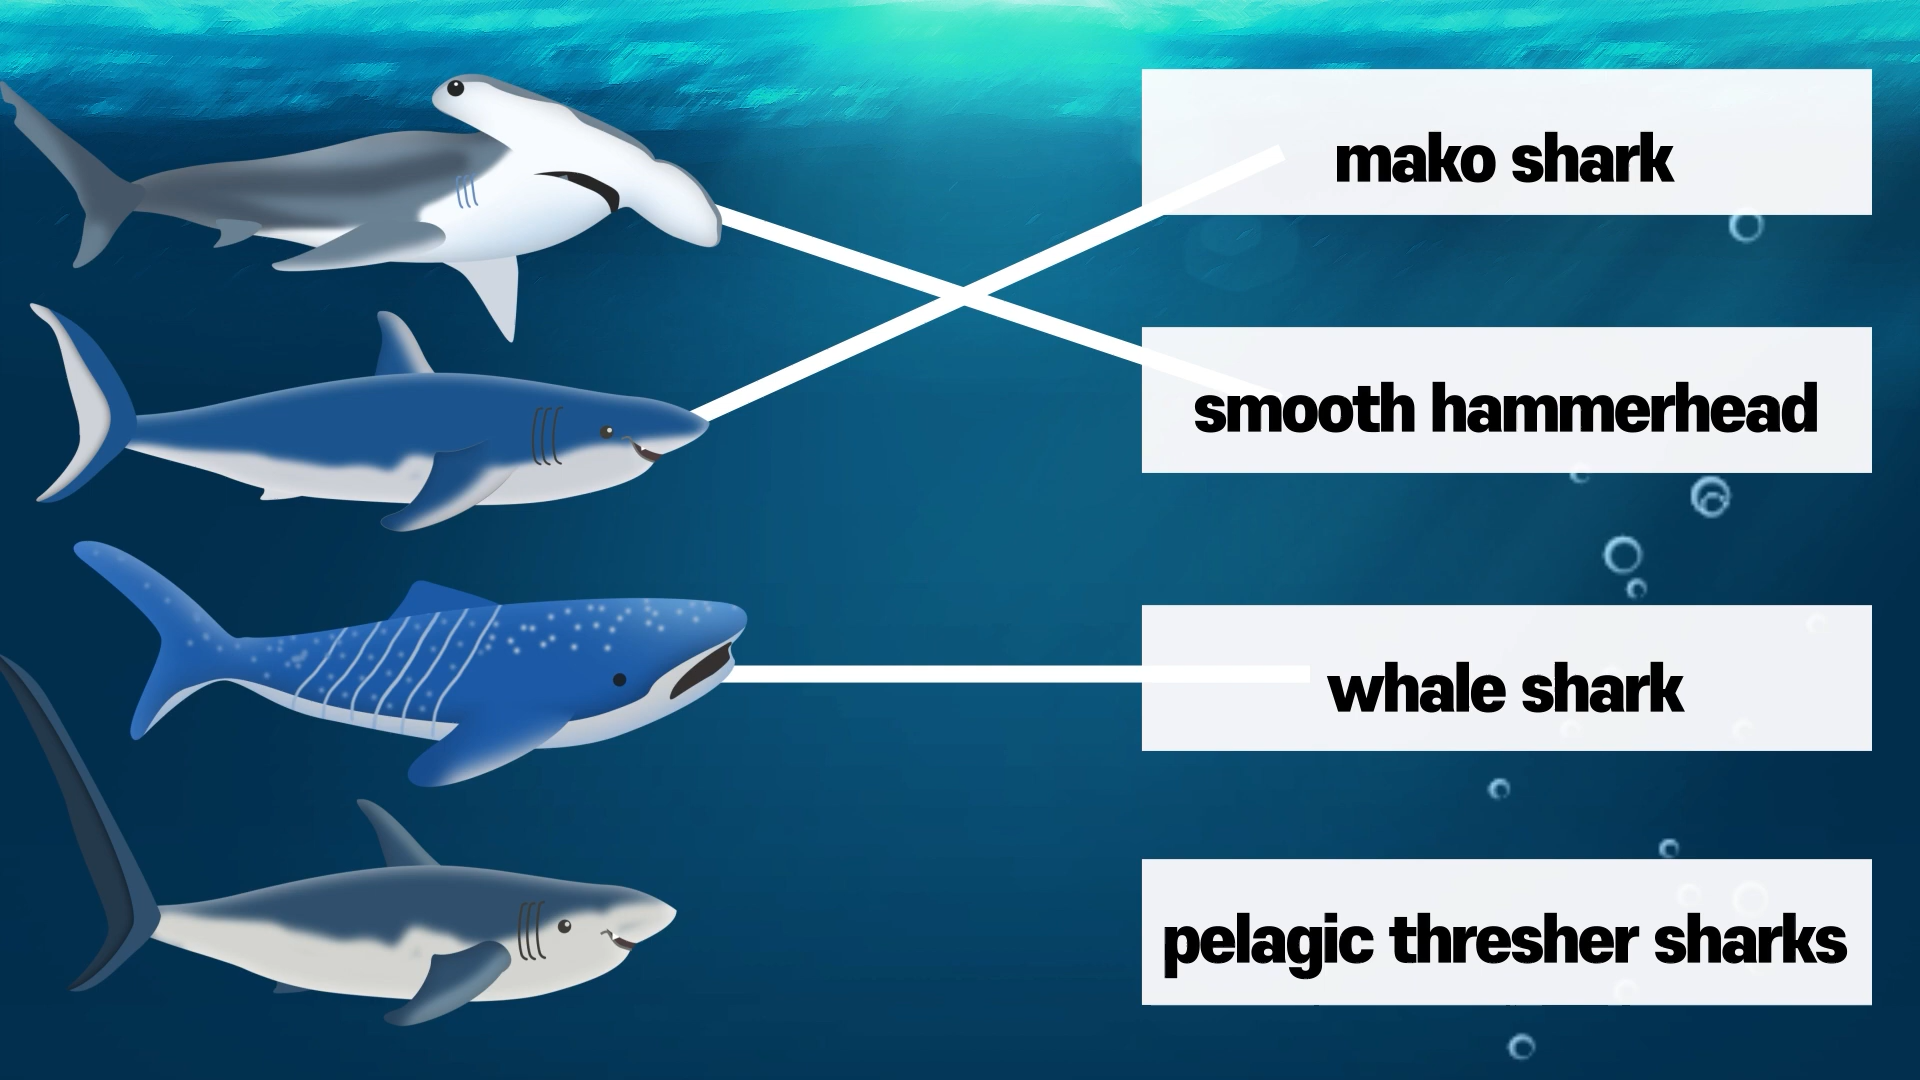 mako shark
smooth hammerhead
whale shark
pelagic thresher sharks